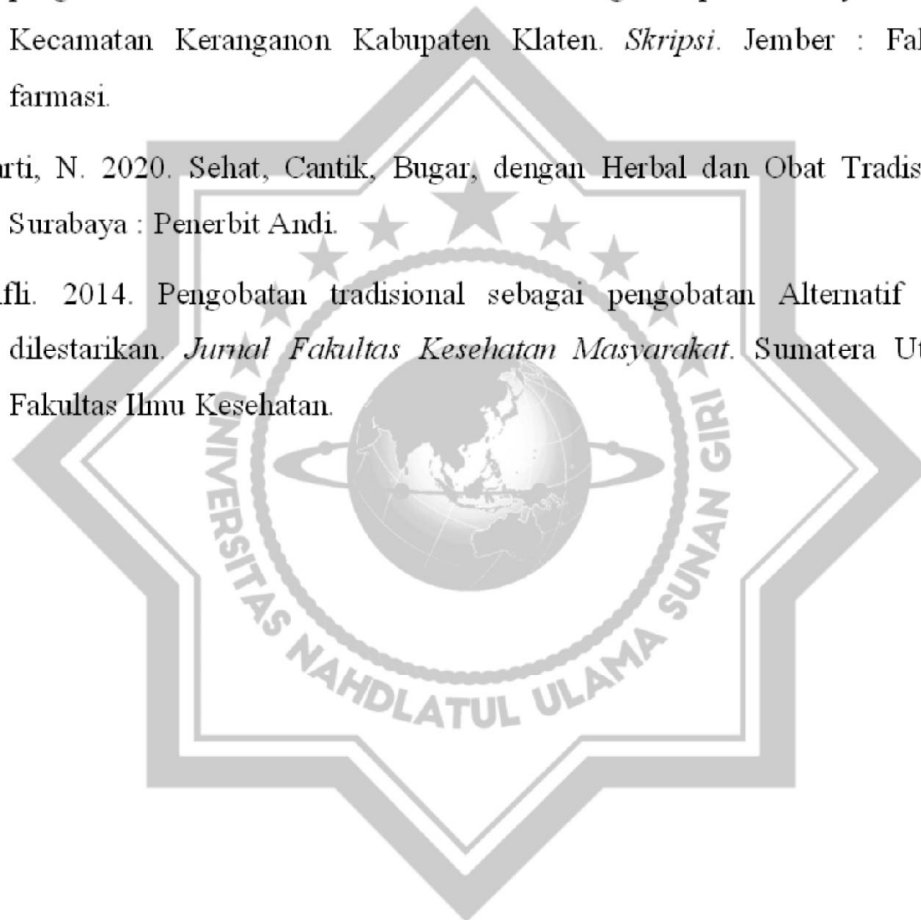 Kecamatan Keranganon Kabupaten Klaten. Skripsi. Jember : Fal
farmasi.
arti, N. 2020. Sehat, Cantik, Bugar, dengan Herbal dan Obat Tradis
Surabaya : Penerbit Andi.
fli. 2014. Pengobatan tradisional sebagai pengobatan Alternatif
dilestarikan. Jurnal Fakultas Kesehatan Masyarakat. Sumatera Ut
Fakultas Ilmu Kesehatan.
UNIVERSITAS NAHDLATUL ULAMA SUNAN GIRI